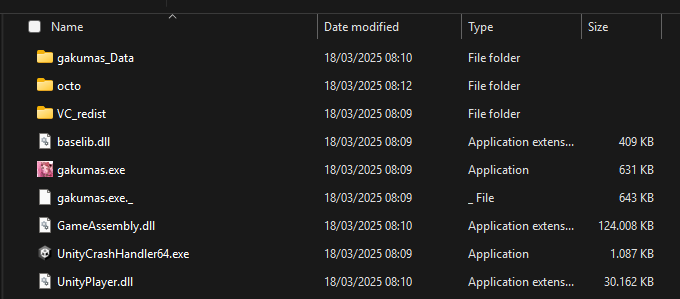 Name Date modified Type Size
gakumas_Data 18/03/2025 08:10 File folder
octo 18/03/2025 08:12 File folder
VC_redist 18/03/2025 08:09 File folder
baselib.dll 18/03/2025 08:09 Application extens... 409 KB
gakumas.exe 18/03/2025 08:09 Application 631 KB
gakumas.exe._ 18/03/2025 08:09 _ File 643 KB
GameAssembly.dll 18/03/2025 08:10 Application extens... 124.008 KB
UnityCrashHandler64.exe 18/03/2025 08:09 Application 1.087 KB
UnityPlayer.dll 18/03/2025 08:10 Application extens... 30.162 KB